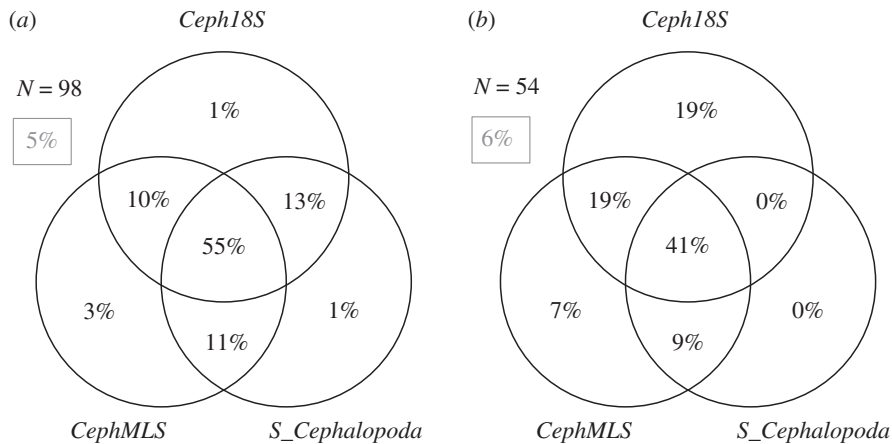 (a)
Ceph18S
N = 98
5%
1%
10%
13%
55%
3%
11%
1%
CephMLS
S_Cephalopoda
(b)
Ceph18S
N = 54
6%
19%
19%
0%
41%
7%
9%
0%
CephMLS
S_Cephalopoda